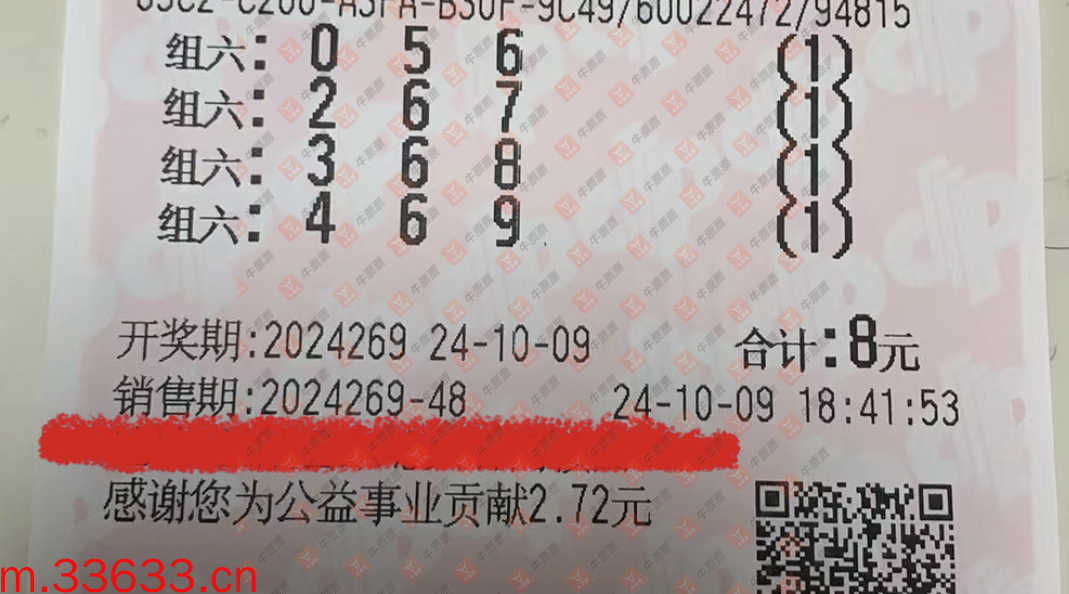 组六: 0 5 6 (1)
组六: 2 6 7 (1)
组六: 3 6 8 (1)
组六: 4 6 9 (1)
开奖期:2024269 24-10-09 合计:8元
销售期:2024269-48 24-10-09 18:41:53
感谢您为公益事业贡献2.72元
m.33633.cn